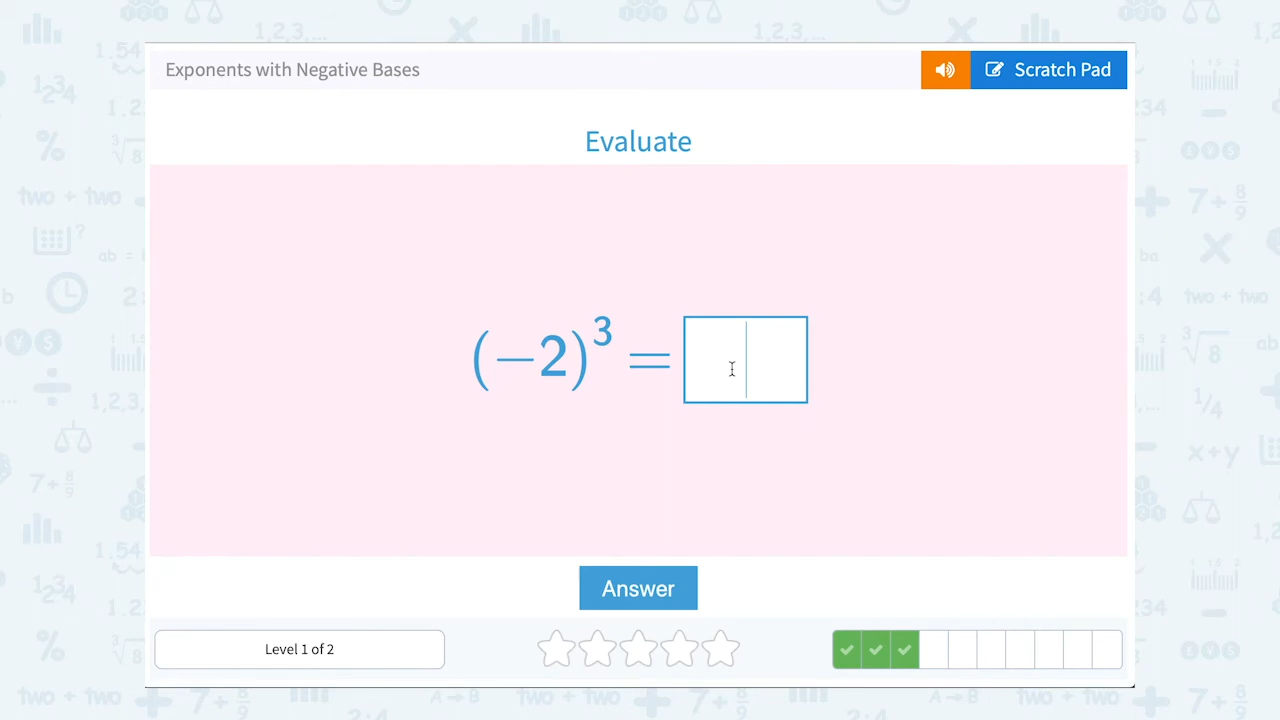 Exponents with Negative Bases
Scratch Pad
Evaluate
(−2)³ =
Answer
Level 1 of 2